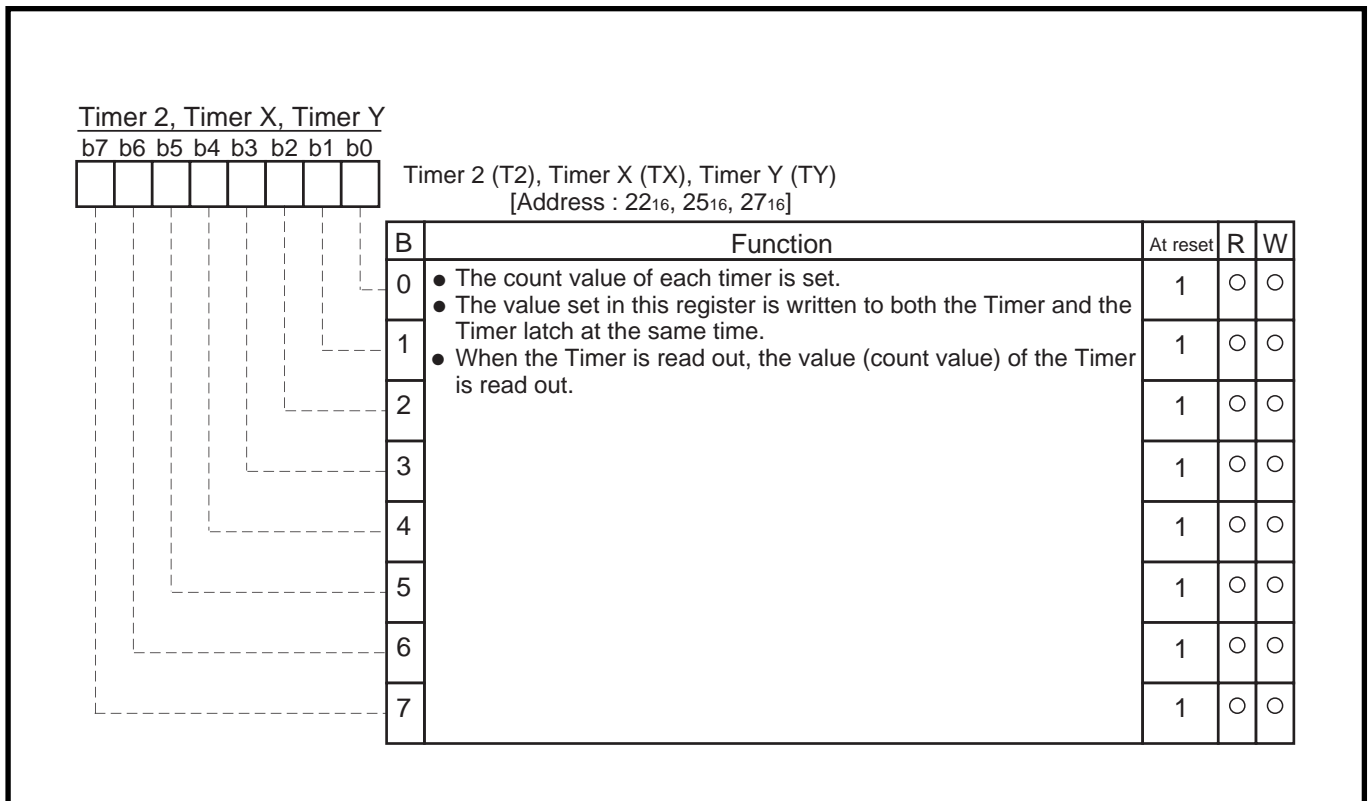 Timer 2, Timer X, Timer Y
b7 b6 b5 b4 b3 b2 b1 b0
Timer 2 (T2), Timer X (TX), Timer Y (TY)
[Address : 22₁₆, 25₁₆, 27₁₆]
B Function At reset R W
0 ● The count value of each timer is set. 1 ○ ○
● The value set in this register is written to both the Timer and the
Timer latch at the same time.
1 1 ○ ○
● When the Timer is read out, the value (count value) of the Timer
is read out.
2 1 ○ ○
3 1 ○ ○
4 1 ○ ○
5 1 ○ ○
6 1 ○ ○
7 1 ○ ○